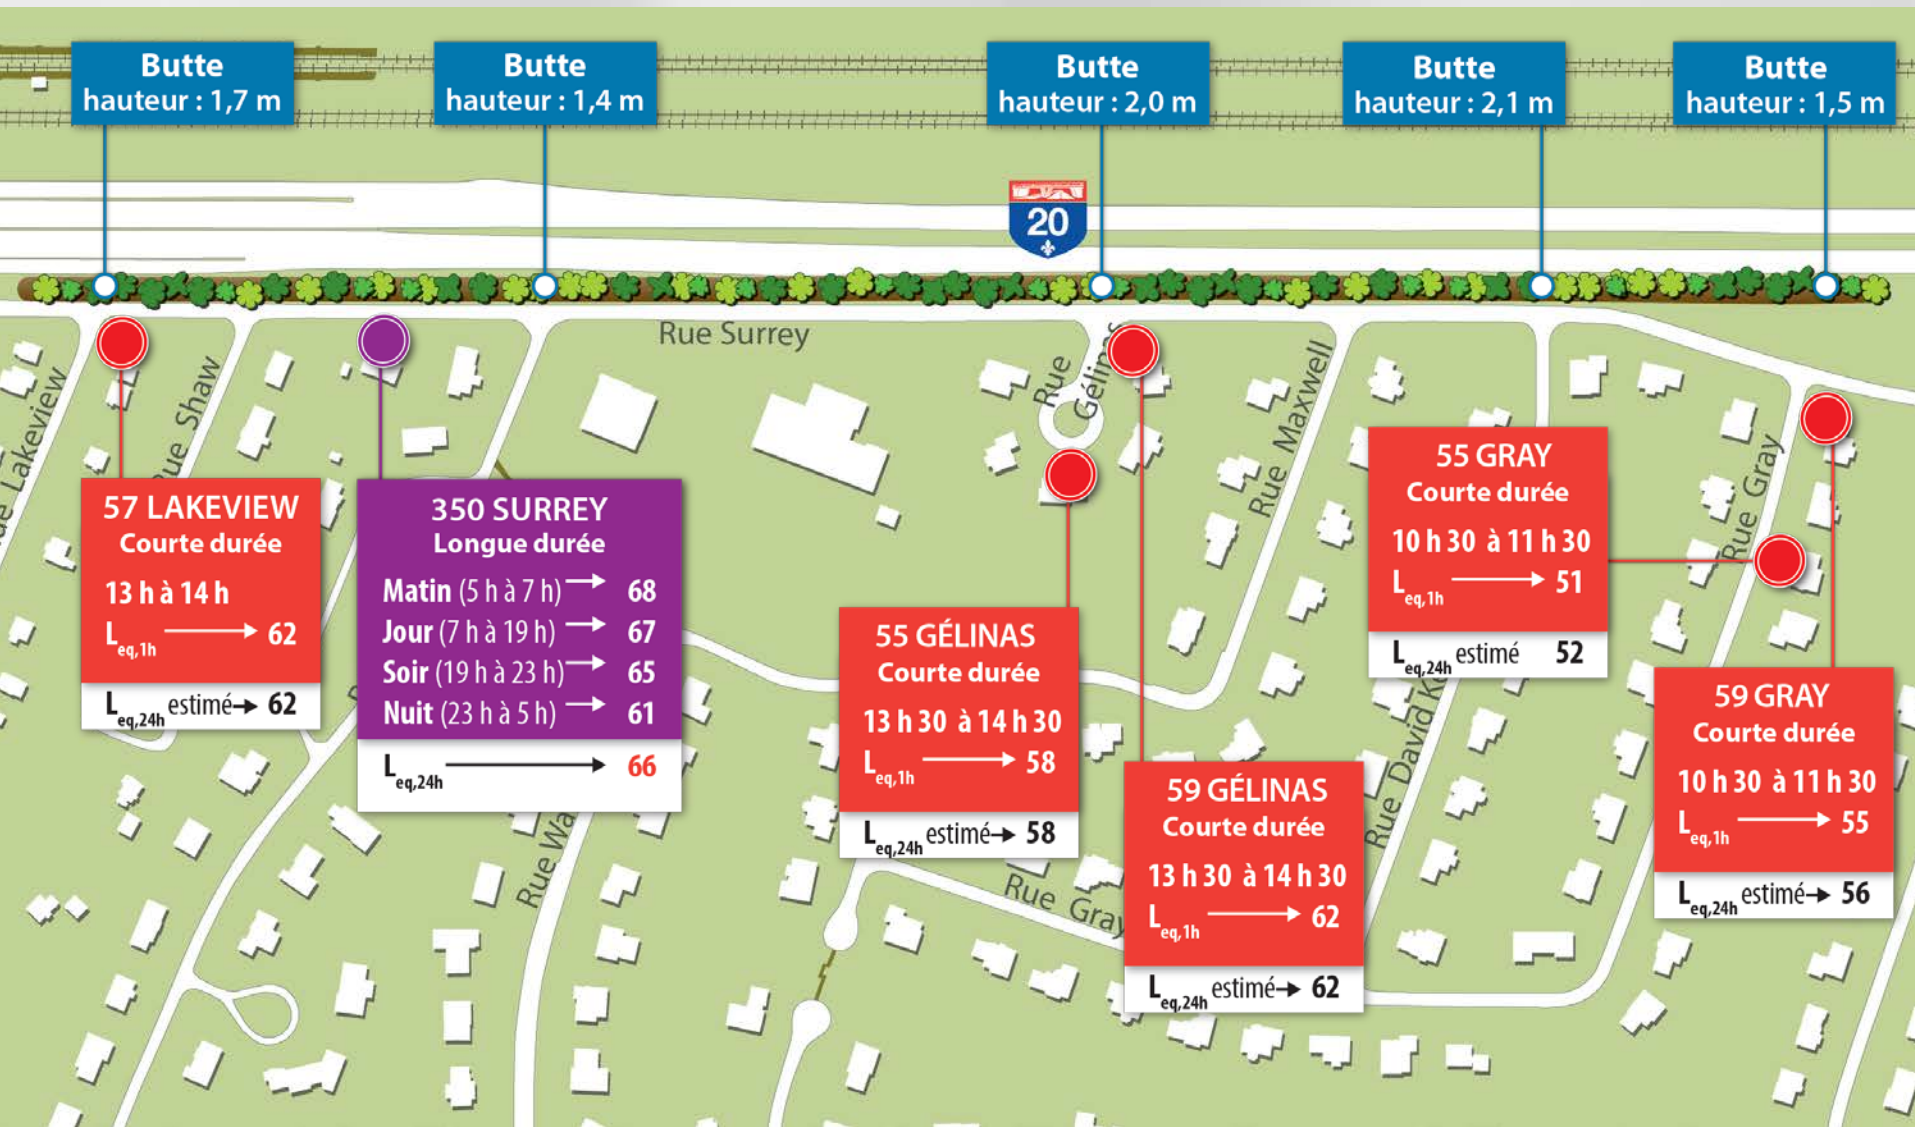 Butte
hauteur : 1,7 m
Butte
hauteur : 1,4 m
Butte
hauteur : 2,0 m
Butte
hauteur : 2,1 m
Butte
hauteur : 1,5 m
20
Rue Surrey
Rue Lakeview
Rue Shaw
Rue
Gélinas
Rue Maxwell
Rue Gray
57 LAKEVIEW
Courte durée
13 h à 14 h
Leq,1h 62
Leq,24h estimé 62
350 SURREY
Longue durée
Matin (5 h à 7 h) 68
Jour (7 h à 19 h) 67
Soir (19 h à 23 h) 65
Nuit (23 h à 5 h) 61
Leq,24h 66
55 GÉLINAS
Courte durée
13 h 30 à 14 h 30
Leq,1h 58
Leq,24h estimé 58
59 GÉLINAS
Courte durée
13 h 30 à 14 h 30
Leq,1h 62
Leq,24h estimé 62
55 GRAY
Courte durée
10 h 30 à 11 h 30
Leq,1h 51
Leq,24h estimé 52
59 GRAY
Courte durée
10 h 30 à 11 h 30
Leq,1h 55
Leq,24h estimé 56
Rue David
Rue
Rue Gray